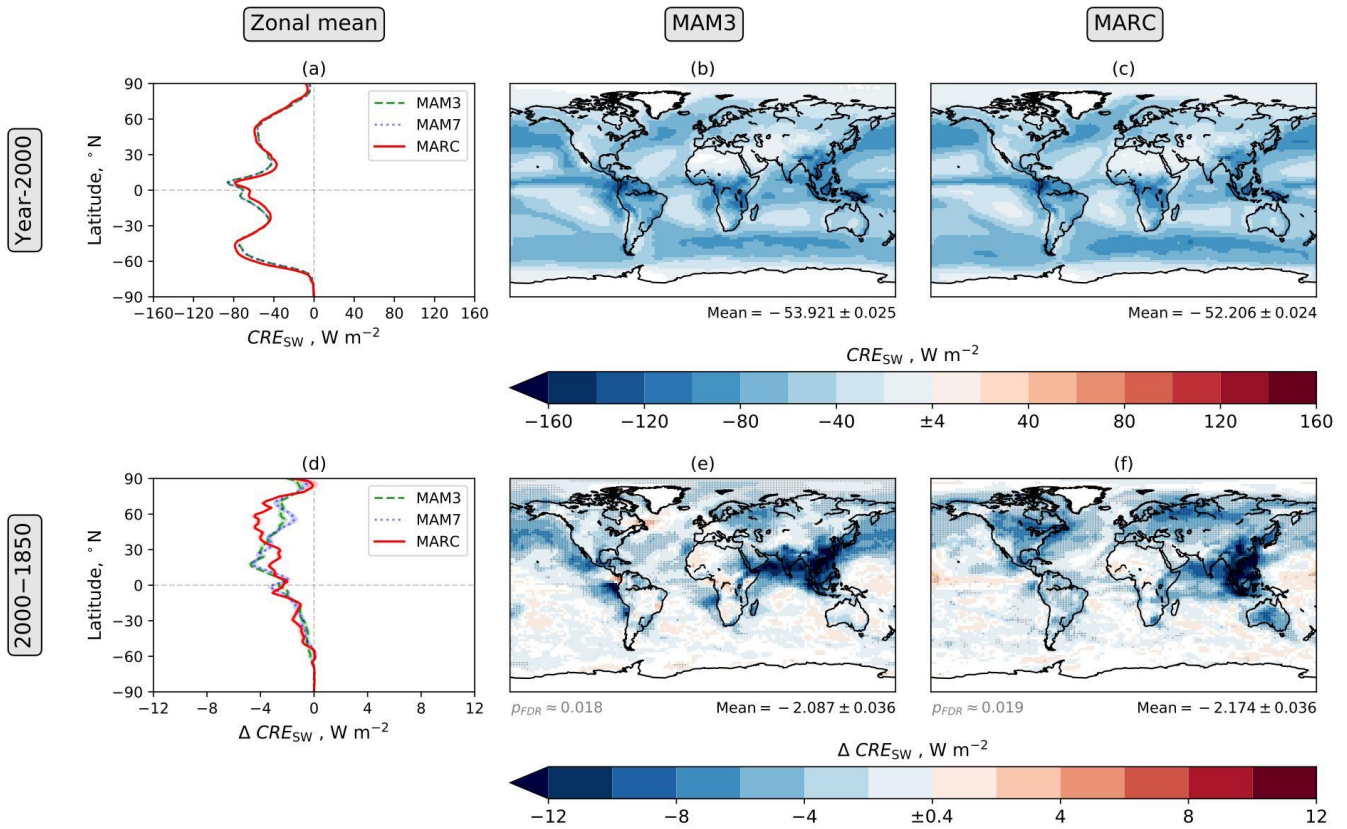 Zonal mean
MAM3
MARC
Year-2000
(a)
90
60
30
0
−30
−60
−90
Latitude, °N
MAM3
MAM7
MARC
−160 −120 −80 −40 0 40 80 120 160
CRE_SW , W m⁻²
(b)
Mean = − 53.921 ± 0.025
(c)
Mean = − 52.206 ± 0.024
CRE_SW , W m⁻²
−160 −120 −80 −40 ±4 40 80 120 160
2000−1850
(d)
90
60
30
0
−30
−60
−90
Latitude, °N
MAM3
MAM7
MARC
−12 −8 −4 0 4 8 12
Δ CRE_SW , W m⁻²
(e)
p_FDR ≈ 0.018
Mean = − 2.087 ± 0.036
(f)
p_FDR ≈ 0.019
Mean = − 2.174 ± 0.036
Δ CRE_SW , W m⁻²
−12 −8 −4 ±0.4 4 8 12